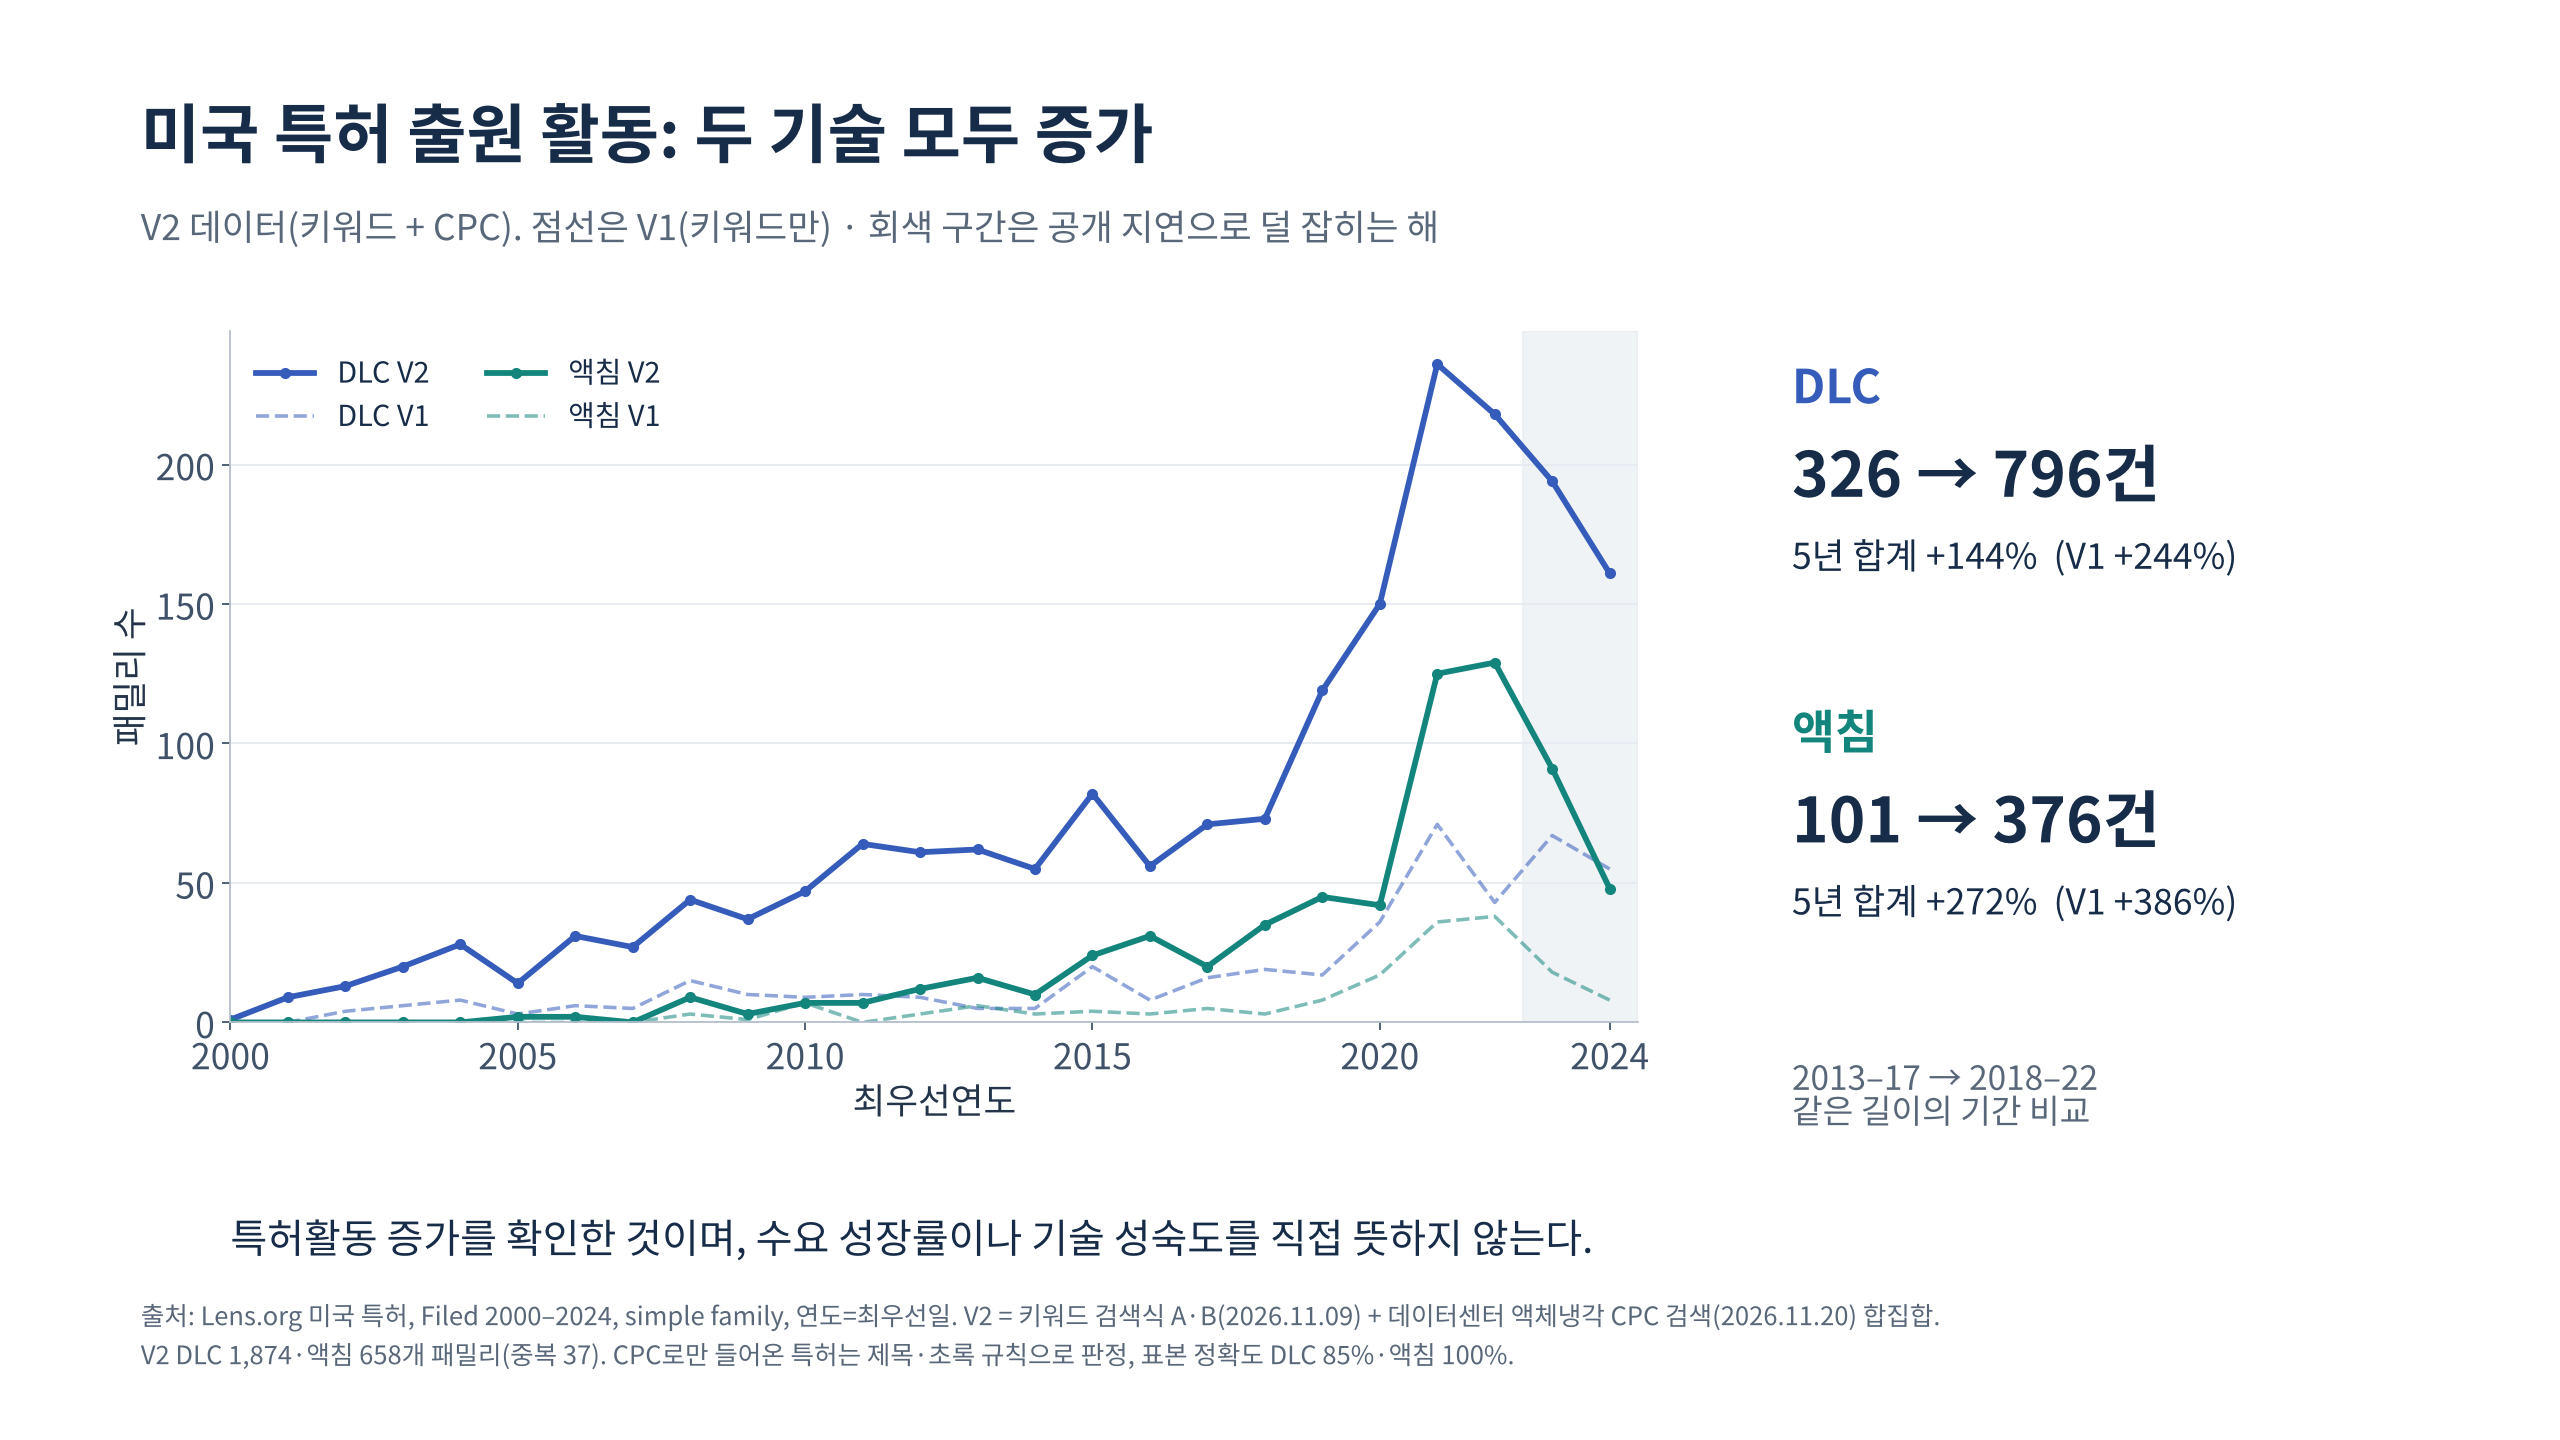 미국 특허 출원 활동: 두 기술 모두 증가
V2 데이터(키워드 + CPC). 점선은 V1(키워드만) · 회색 구간은 공개 지연으로 덜 잡히는 해
DLC V2
액침 V2
DLC V1
액침 V1
200
150
100
50
0
패밀리 수
2000
2005
2010
2015
2020
2024
최우선연도
DLC
326 → 796건
5년 합계 +144% (V1 +244%)
액침
101 → 376건
5년 합계 +272% (V1 +386%)
2013–17 → 2018–22
같은 길이의 기간 비교
특허활동 증가를 확인한 것이며, 수요 성장률이나 기술 성숙도를 직접 뜻하지 않는다.
출처: Lens.org 미국 특허, Filed 2000–2024, simple family, 연도=최우선일. V2 = 키워드 검색식 A·B(2026.11.09) + 데이터센터 액체냉각 CPC 검색(2026.11.20) 합집합.
V2 DLC 1,874·액침 658개 패밀리(중복 37). CPC로만 들어온 특허는 제목·초록 규칙으로 판정, 표본 정확도 DLC 85%·액침 100%.